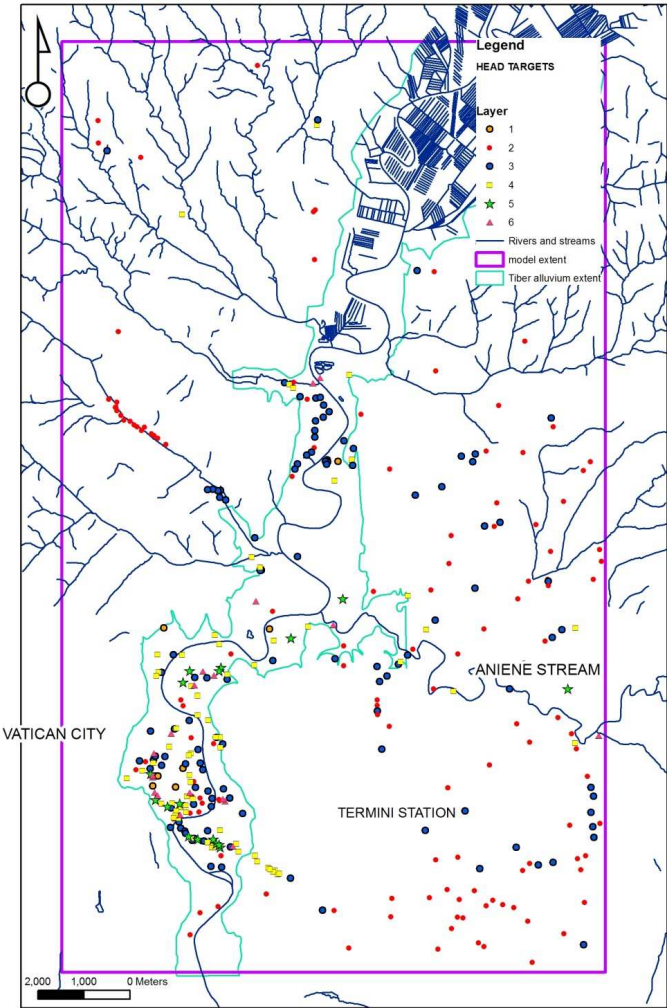 Legend
HEAD TARGETS
Layer
1
2
3
4
5
6
Rivers and streams
model extent
Tiber alluvium extent
ANIENE STREAM
VATICAN CITY
TERMINI STATION
2,000 1,000 0 Meters